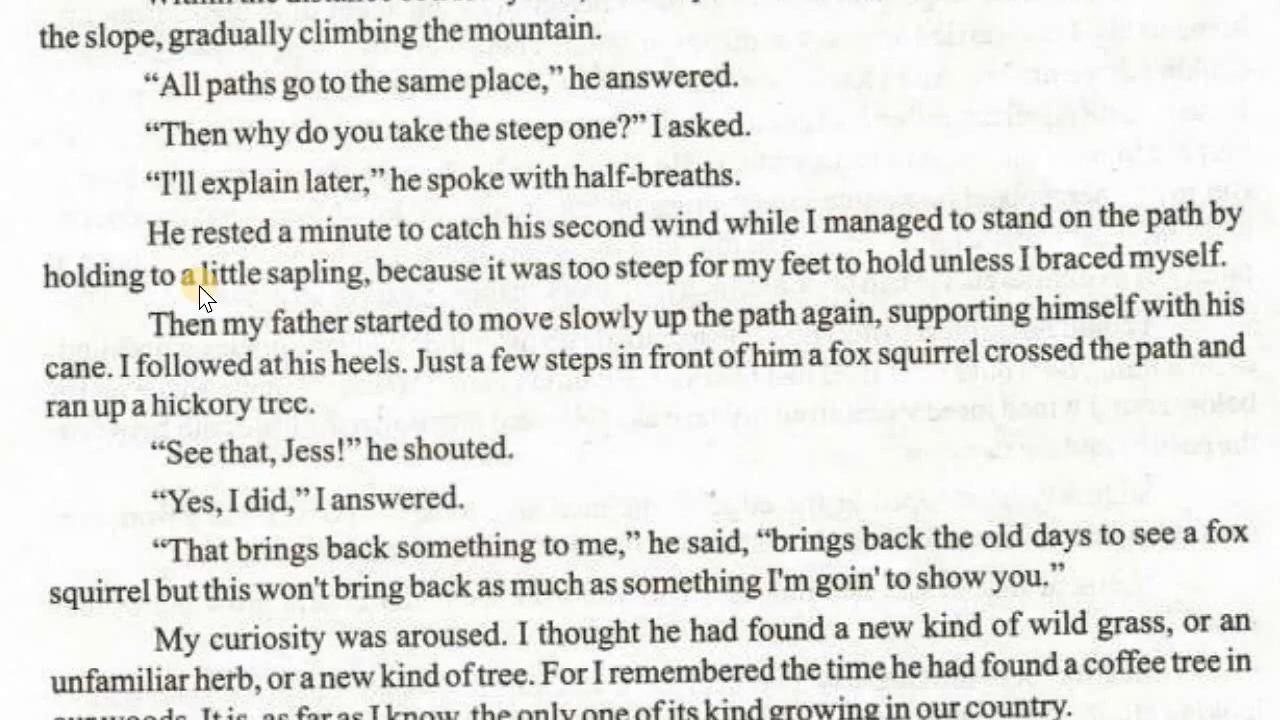 the slope, gradually climbing the mountain.
“All paths go to the same place,” he answered.
“Then why do you take the steep one?” I asked.
“I'll explain later,” he spoke with half-breaths.
He rested a minute to catch his second wind while I managed to stand on the path by
holding to a little sapling, because it was too steep for my feet to hold unless I braced myself.
Then my father started to move slowly up the path again, supporting himself with his
cane. I followed at his heels. Just a few steps in front of him a fox squirrel crossed the path and
ran up a hickory tree.
“See that, Jess!” he shouted.
“Yes, I did,” I answered.
“That brings back something to me,” he said, “brings back the old days to see a fox
squirrel but this won't bring back as much as something I'm goin' to show you.”
My curiosity was aroused. I thought he had found a new kind of wild grass, or an
unfamiliar herb, or a new kind of tree. For I remembered the time he had found a coffee tree in
our woods. It is, as far as I know, the only one of its kind growing in our country.